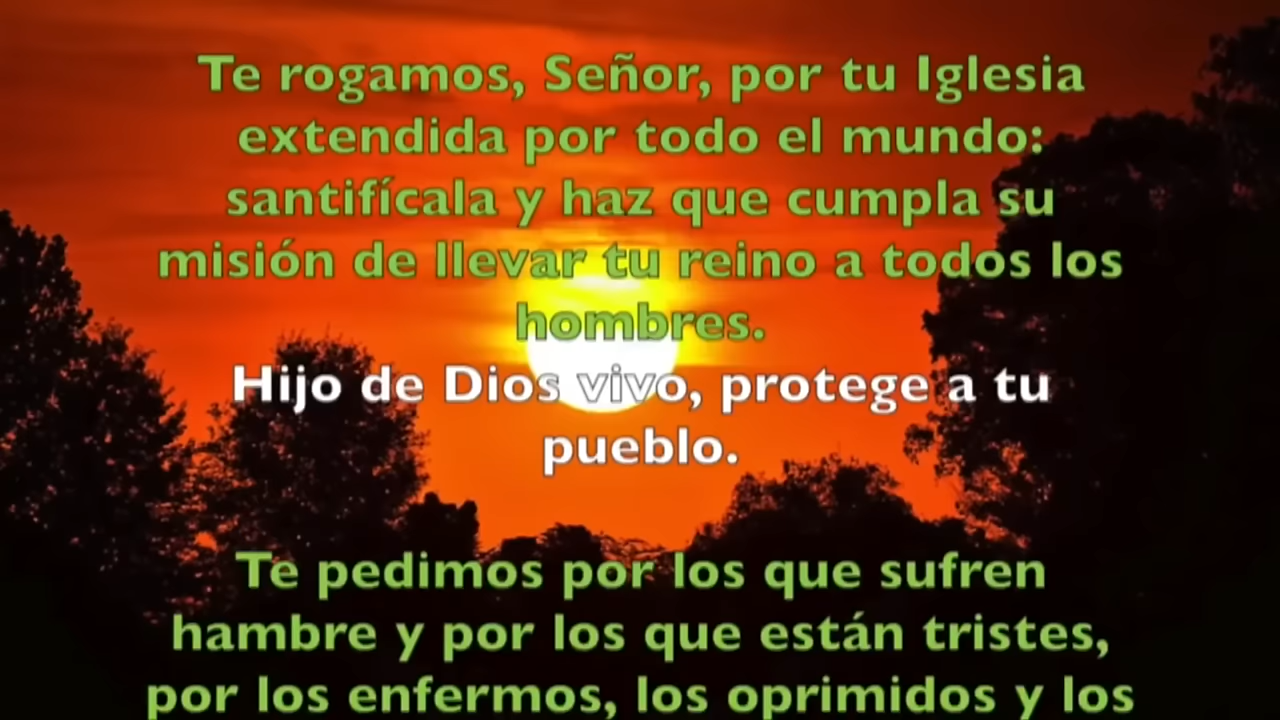 Te rogamos, Señor, por tu Iglesia
extendida por todo el mundo:
santifícala y haz que cumpla su
misión de llevar tu reino a todos los
hombres.
Hijo de Dios vivo, protege a tu
pueblo.
Te pedimos por los que sufren
hambre y por los que están tristes,
por los enfermos, los oprimidos y los